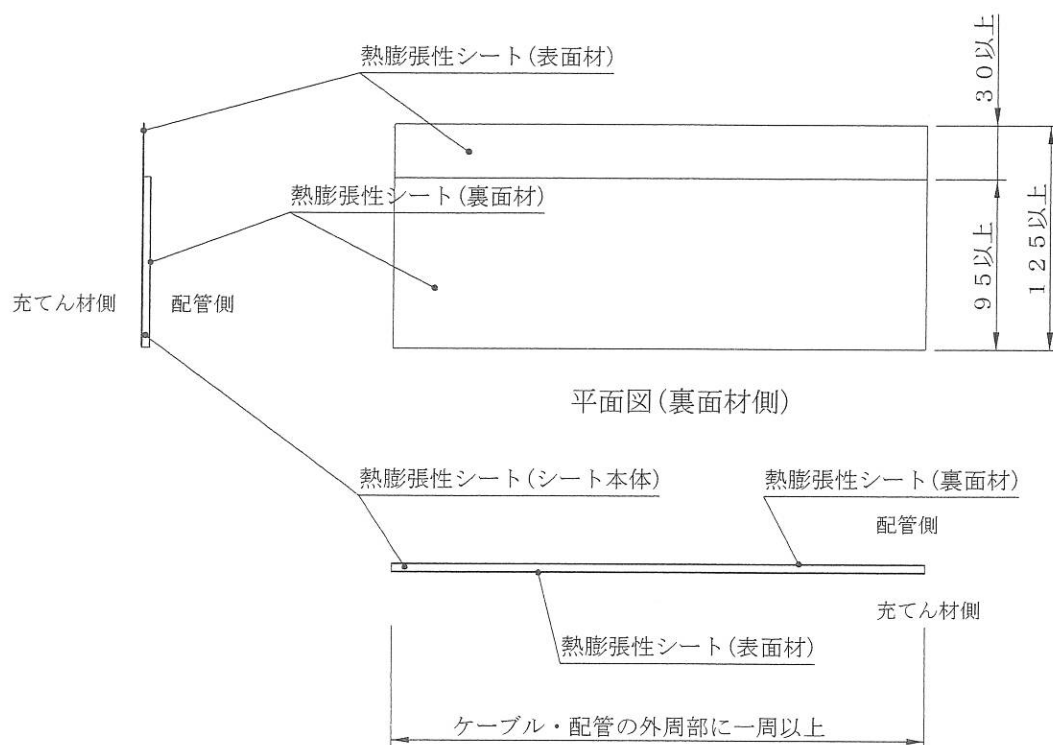 熱膨張性シート(表面材)
30以上
熱膨張性シート(裏面材)
95以上
125以上
充てん材側
配管側
平面図(裏面材側)
熱膨張性シート(シート本体)
熱膨張性シート(裏面材)
配管側
充てん材側
熱膨張性シート(表面材)
ケーブル・配管の外周部に一周以上